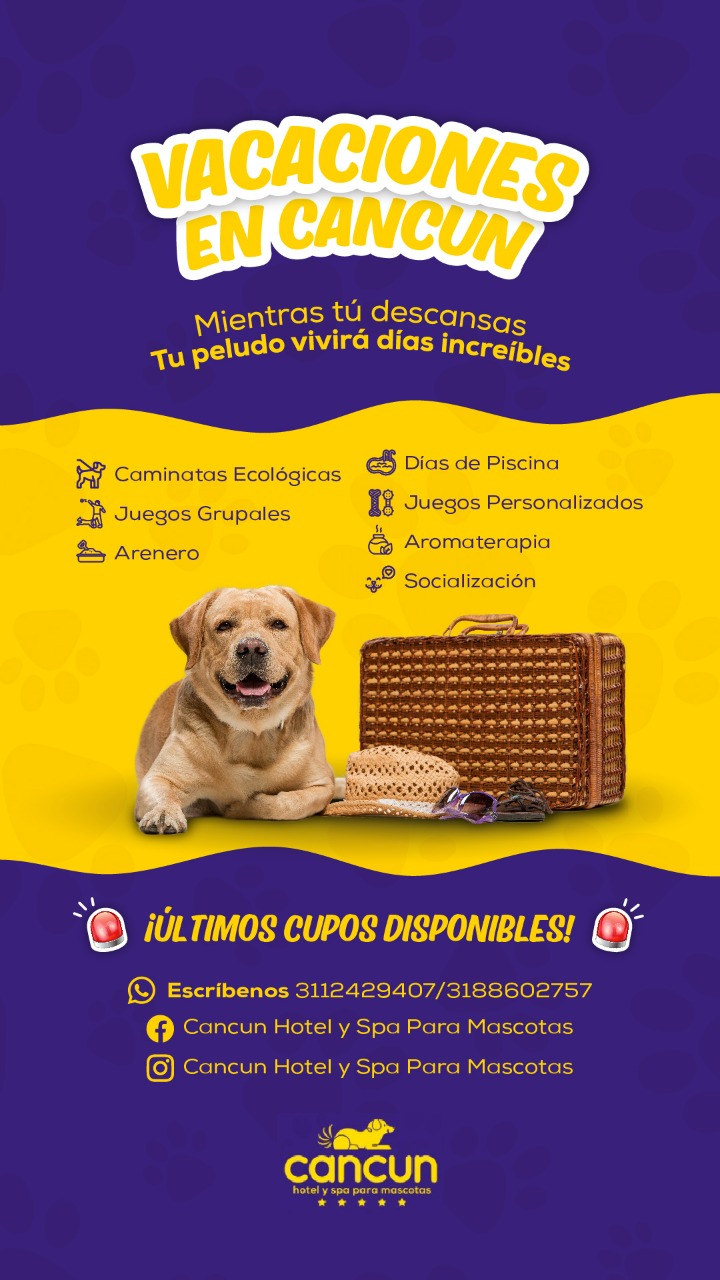 VACACIONES
EN CANCUN
Mientras tú descansas
Tu peludo vivirá días increíbles
Caminatas Ecológicas
Juegos Grupales
Arenero
Días de Piscina
Juegos Personalizados
Aromaterapia
Socialización
¡ÚLTIMOS CUPOS DISPONIBLES!
Escríbenos 3112429407/3188602757
Cancun Hotel y Spa Para Mascotas
Cancun Hotel y Spa Para Mascotas
cancun
hotel y spa para mascotas